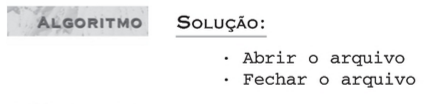 ALGORITMO
SOLUÇÃO:
· Abrir o arquivo
· Fechar o arquivo